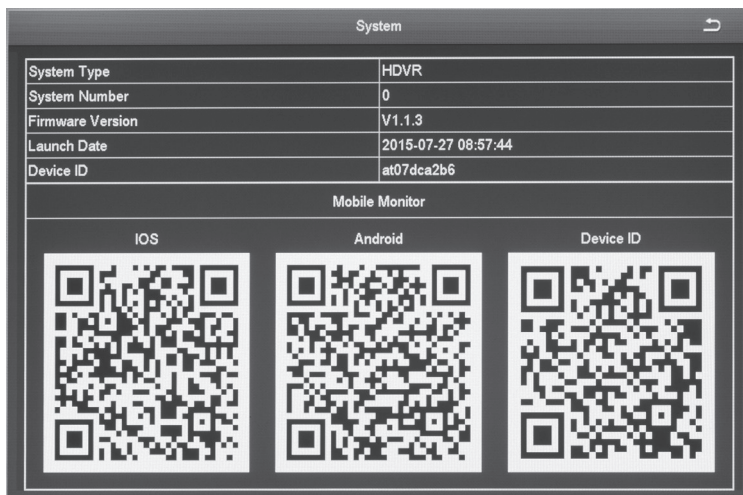 System
System Type HDVR
System Number 0
Firmware Version V1.1.3
Launch Date 2015-07-27 08:57:44
Device ID at07dca2b6
Mobile Monitor
IOS Android Device ID